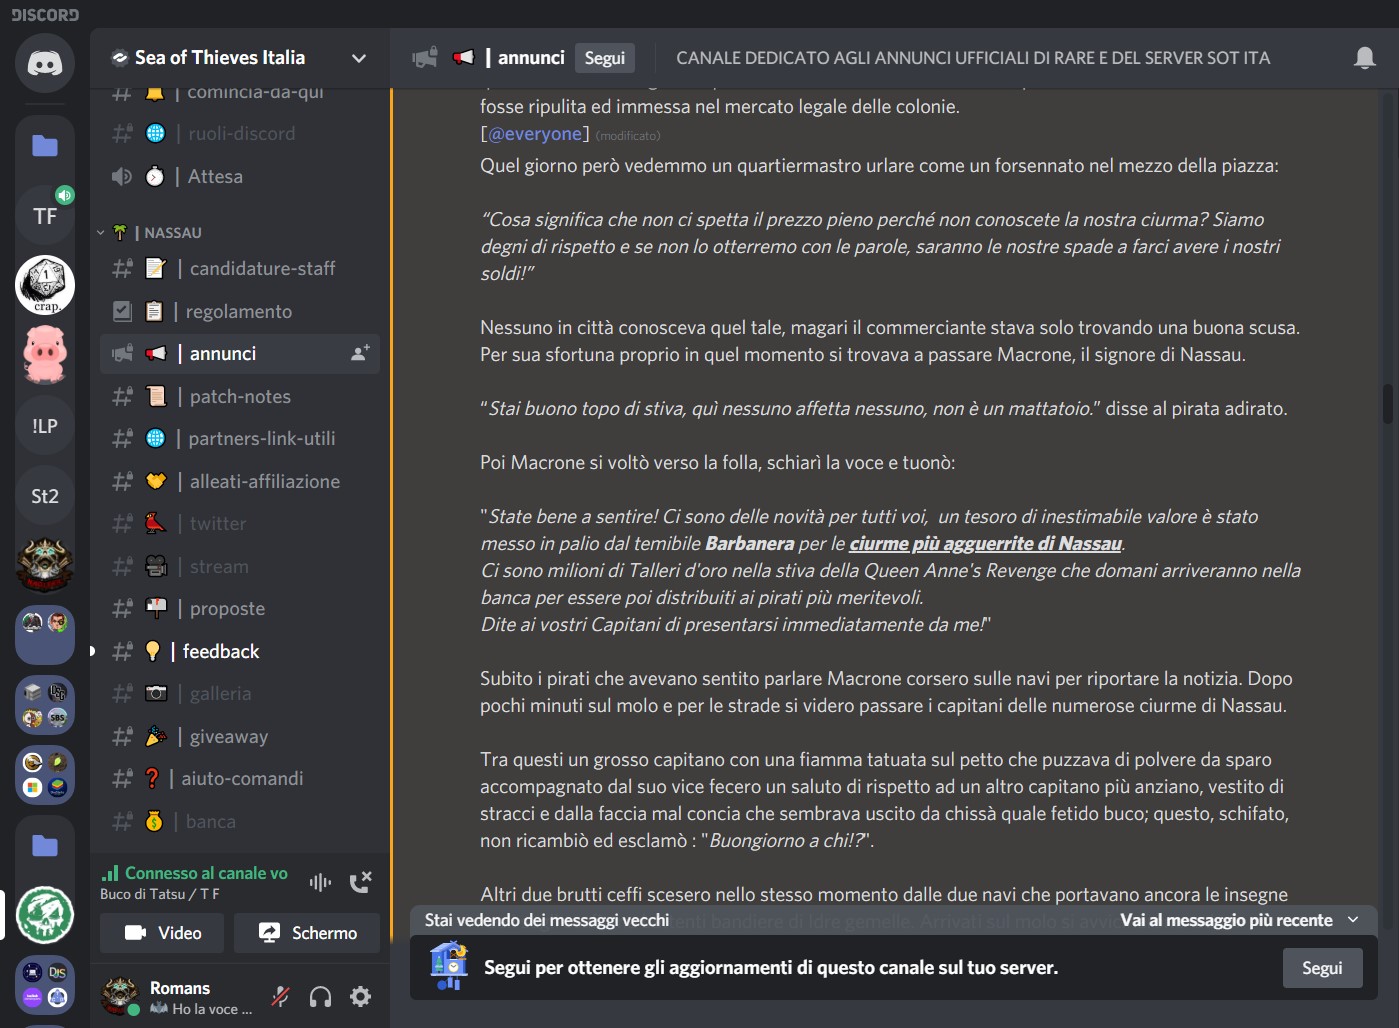 DISCORD
Sea of Thieves Italia
| annunci
Segui
CANALE DEDICATO AGLI ANNUNCI UFFICIALI DI RARE E DEL SERVER SOT ITA
TF
crap.
!LP
St2
| comincia-da-qui
| ruoli-discord
| Attesa
| NASSAU
| candidature-staff
| regolamento
| annunci
| patch-notes
| partners-link-utili
| alleati-affiliazione
| twitter
| stream
| proposte
| feedback
| galleria
| giveaway
| aiuto-comandi
| banca
Connesso al canale vo
Buco di Tatsu / T F
Video
Schermo
Romans
Ho la voce ...
SBS
DJS
fosse ripulita ed immessa nel mercato legale delle colonie.
[@everyone] (modificato)
Quel giorno però vedemmo un quartiermastro urlare come un forsennato nel mezzo della piazza:
“Cosa significa che non ci spetta il prezzo pieno perché non conoscete la nostra ciurma? Siamo
degni di rispetto e se non lo otterremo con le parole, saranno le nostre spade a farci avere i nostri
soldi!”
Nessuno in città conosceva quel tale, magari il commerciante stava solo trovando una buona scusa.
Per sua sfortuna proprio in quel momento si trovava a passare Macrone, il signore di Nassau.
“Stai buono topo di stiva, quì nessuno affetta nessuno, non è un mattatoio.” disse al pirata adirato.
Poi Macrone si voltò verso la folla, schiarì la voce e tuonò:
"State bene a sentire! Ci sono delle novità per tutti voi, un tesoro di inestimabile valore è stato
messo in palio dal temibile Barbanera per le ciurme più agguerrite di Nassau.
Ci sono milioni di Talleri d'oro nella stiva della Queen Anne's Revenge che domani arriveranno nella
banca per essere poi distribuiti ai pirati più meritevoli.
Dite ai vostri Capitani di presentarsi immediatamente da me!"
Subito i pirati che avevano sentito parlare Macrone corsero sulle navi per riportare la notizia. Dopo
pochi minuti sul molo e per le strade si videro passare i capitani delle numerose ciurme di Nassau.
Tra questi un grosso capitano con una fiamma tatuata sul petto che puzzava di polvere da sparo
accompagnato dal suo vice fecero un saluto di rispetto ad un altro capitano più anziano, vestito di
stracci e dalla faccia mal concia che sembrava uscito da chissà quale fetido buco; questo, schifato,
non ricambiò ed esclamò : "Buongiorno a chi!?".
Altri due brutti ceffi scesero nello stesso momento dalle due navi che portavano ancora le insegne
Stai vedendo dei messaggi vecchi
Vai al messaggio più recente
Segui per ottenere gli aggiornamenti di questo canale sul tuo server.
Segui